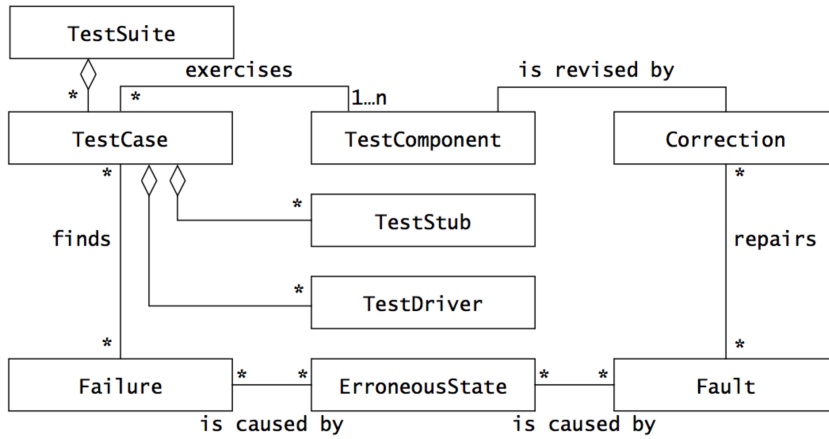 TestSuite
exercises
is revised by
* * 1…n
TestCase TestComponent Correction
* *
* TestStub
finds repairs
* TestDriver
* *
Failure * * ErroneousState * * Fault
is caused by is caused by